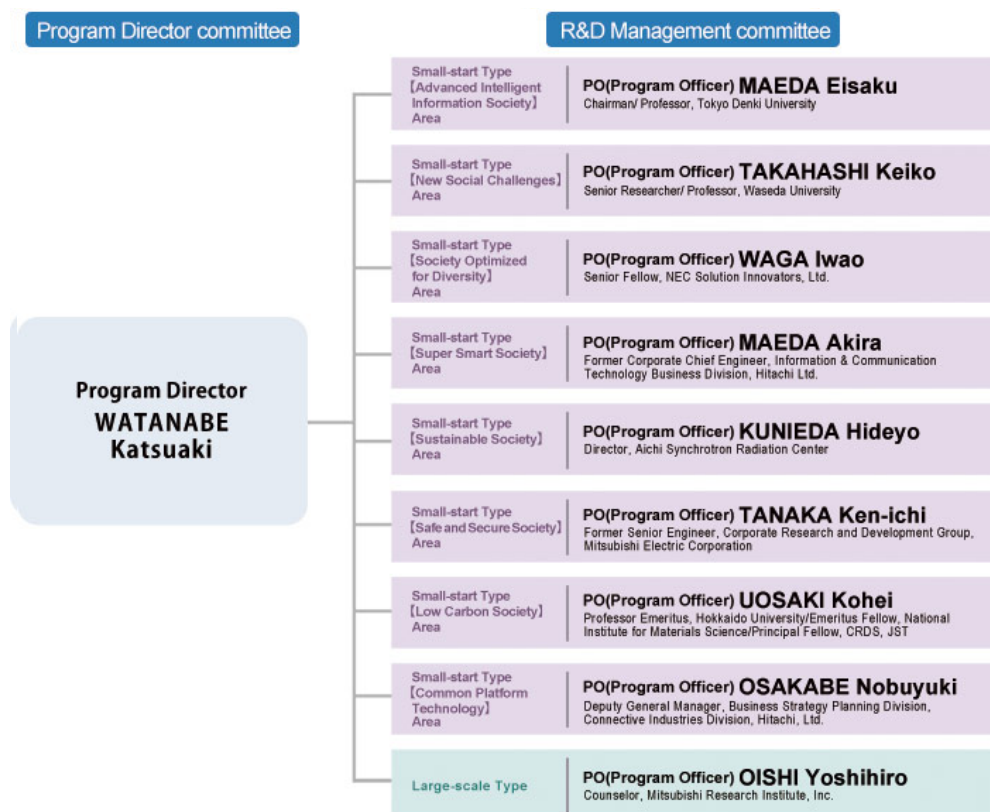 Program Director committee
R&D Management committee
Program Director
WATANABE
Katsuaki
Small-start Type
【Advanced Intelligent
Information Society】
Area
PO(Program Officer) MAEDA Eisaku
Chairman/ Professor, Tokyo Denki University
Small-start Type
【New Social Challenges】
Area
PO(Program Officer) TAKAHASHI Keiko
Senior Researcher/ Professor, Waseda University
Small-start Type
【Society Optimized
for Diversity】
Area
PO(Program Officer) WAGA Iwao
Senior Fellow, NEC Solution Innovators, Ltd.
Small-start Type
【Super Smart Society】
Area
PO(Program Officer) MAEDA Akira
Former Corporate Chief Engineer, Information & Communication
Technology Business Division, Hitachi Ltd.
Small-start Type
【Sustainable Society】
Area
PO(Program Officer) KUNIEDA Hideyo
Director, Aichi Synchrotron Radiation Center
Small-start Type
【Safe and Secure Society】
Area
PO(Program Officer) TANAKA Ken-ichi
Former Senior Engineer, Corporate Research and Development Group,
Mitsubishi Electric Corporation
Small-start Type
【Low Carbon Society】
Area
PO(Program Officer) UOSAKI Kohei
Professor Emeritus, Hokkaido University/Emeritus Fellow, National
Institute for Materials Science/Principal Fellow, CRDS, JST
Small-start Type
【Common Platform
Technology】
Area
PO(Program Officer) OSAKABE Nobuyuki
Deputy General Manager, Business Strategy Planning Division,
Connective Industries Division, Hitachi, Ltd.
Large-scale Type
PO(Program Officer) OISHI Yoshihiro
Counselor, Mitsubishi Research Institute, Inc.